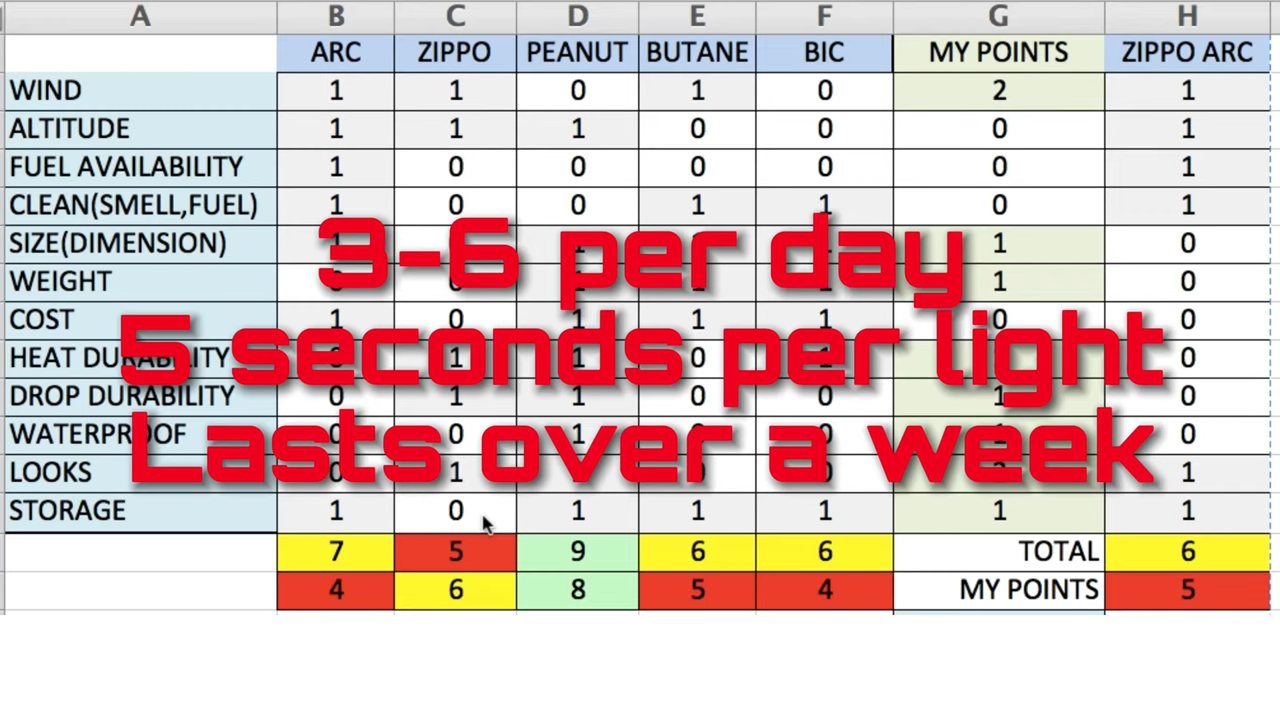 A B C D E F G H
ARC ZIPPO PEANUT BUTANE BIC MY POINTS ZIPPO ARC
WIND 1 1 0 1 0 2 1
ALTITUDE 1 1 1 0 0 0 1
FUEL AVAILABILITY 1 0 0 0 0 0 1
CLEAN(SMELL,FUEL) 1 0 0 1 1 0 1
3-6 per day
SIZE(DIMENSION) 1 0
WEIGHT 1 0
5 seconds per light
COST 1 0 1 1 1 0 0
HEAT DURABILITY 1 1 0 1 0
DROP DURABILITY 0 1 1 0 0 1 0
Lasts over a week
WATERPROOF 0 1 0 0
LOOKS 1 1
STORAGE 1 0 1 1 1 1 1
7 5 9 6 6 TOTAL 6
4 6 8 5 4 MY POINTS 5